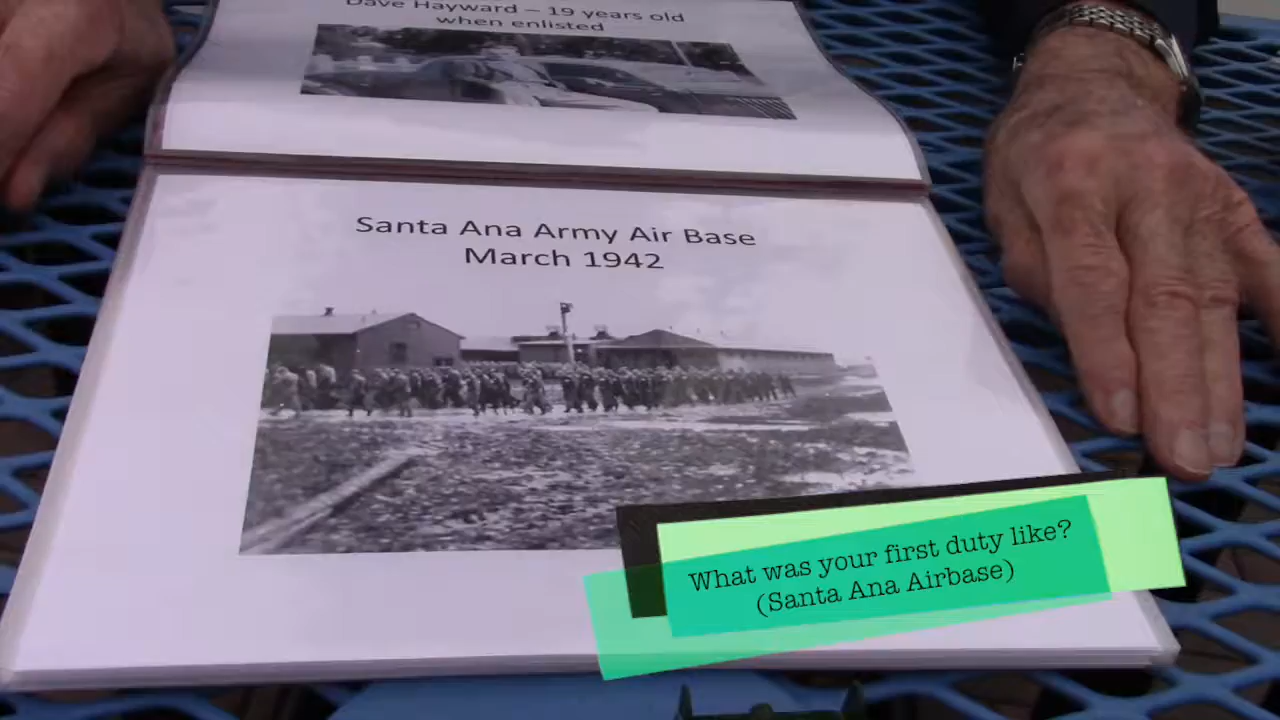 Dave Hayward – 19 years old
when enlisted
Santa Ana Army Air Base
March 1942
What was your first duty like?
(Santa Ana Airbase)